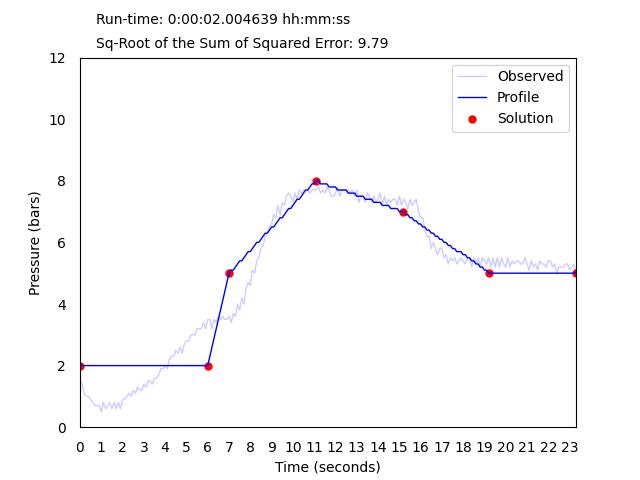 Run-time: 0:00:02.004639 hh:mm:ss
Sq-Root of the Sum of Squared Error: 9.79
12
10
8
6
4
2
0
Pressure (bars)
Observed
Profile
Solution
0 1 2 3 4 5 6 7 8 9 10 11 12 13 14 15 16 17 18 19 20 21 22 23
Time (seconds)